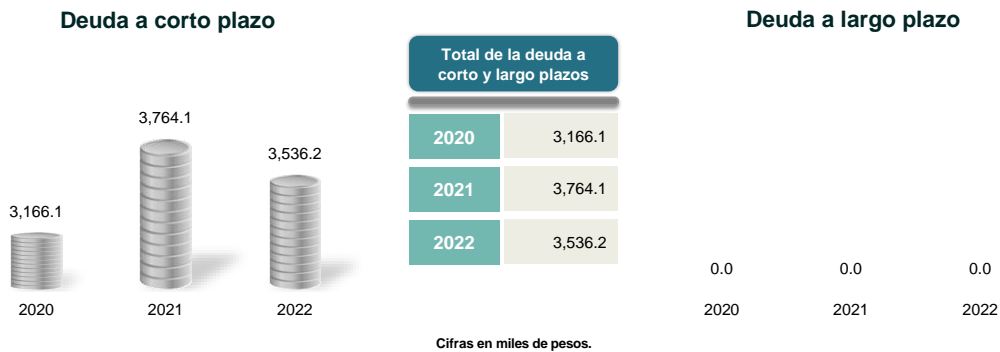 Deuda a corto plazo
3,166.1
3,764.1
3,536.2
2020
2021
2022
Total de la deuda a
corto y largo plazos
2020 3,166.1
2021 3,764.1
2022 3,536.2
Deuda a largo plazo
0.0 0.0 0.0
2020 2021 2022
Cifras en miles de pesos.